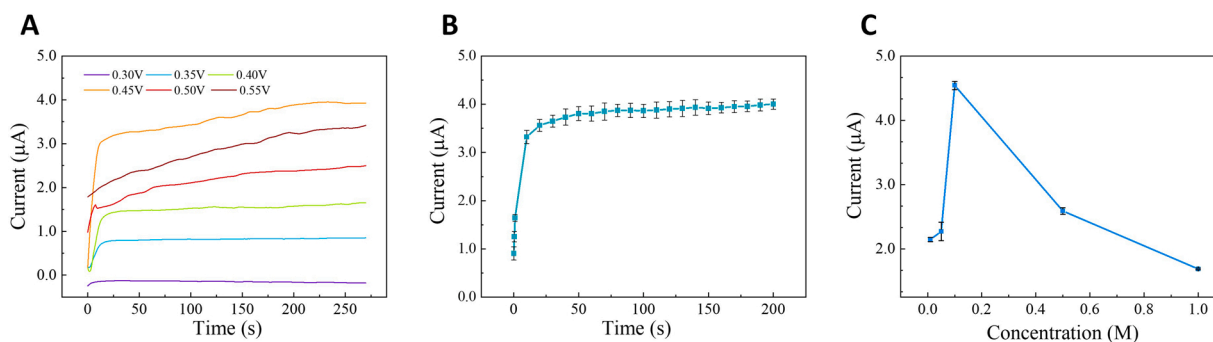 A
5.0
4.0
3.0
2.0
1.0
0.0
Current (μA)
0.30V 0.35V 0.40V
0.45V 0.50V 0.55V
0 50 100 150 200 250
Time (s)
B
5.0
4.0
3.0
2.0
1.0
0.0
Current (μA)
0 50 100 150 200
Time (s)
C
5.0
4.0
3.0
2.0
1.0
Current (μA)
0.0 0.2 0.4 0.6 0.8 1.0
Concentration (M)